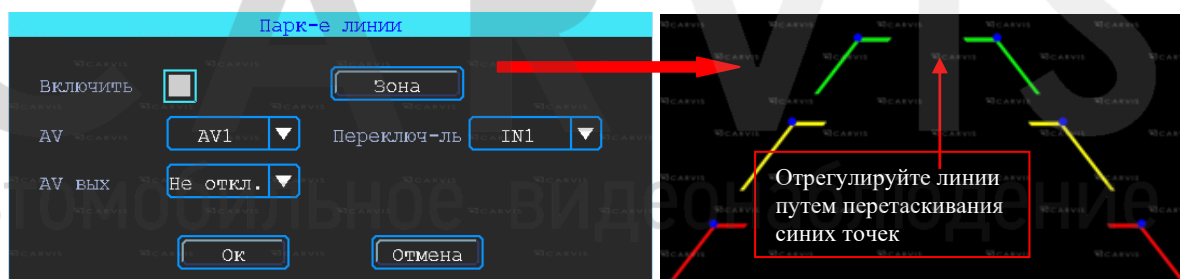 Парк-е линии
Включить
Зона
AV AV1 Переключ-ль IN1
AV вых Не откл.
Ок Отмена
Отрегулируйте линии
путем перетаскивания
синих точек
CARVIS